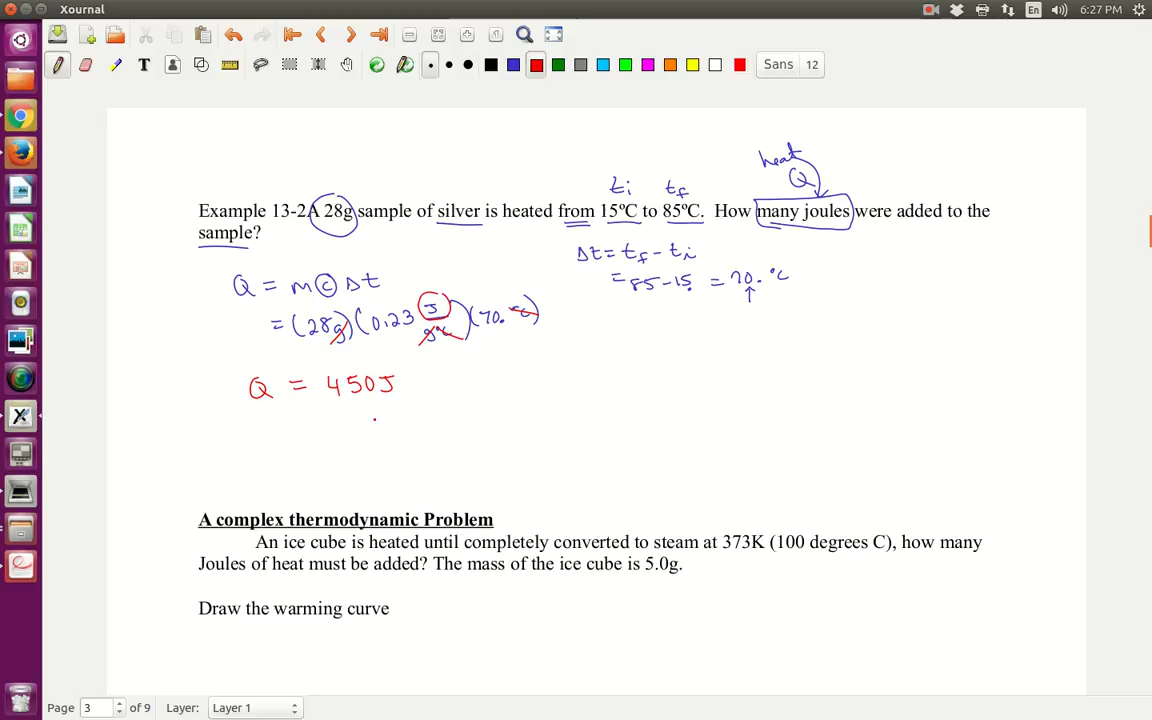 Xournal
En
6:27 PM
Sans 12
heat
Q
ti tf
Example 13-2A 28g sample of silver is heated from 15ºC to 85ºC. How many joules were added to the
sample?
Δt = tf - ti
= 85 - 15. = 70. °C
Q = m c Δt
= (28g)(0.23 J/g°C)(70. °C)
Q = 450J
A complex thermodynamic Problem
An ice cube is heated until completely converted to steam at 373K (100 degrees C), how many
Joules of heat must be added? The mass of the ice cube is 5.0g.
Draw the warming curve
Page 3 of 9 Layer: Layer 1